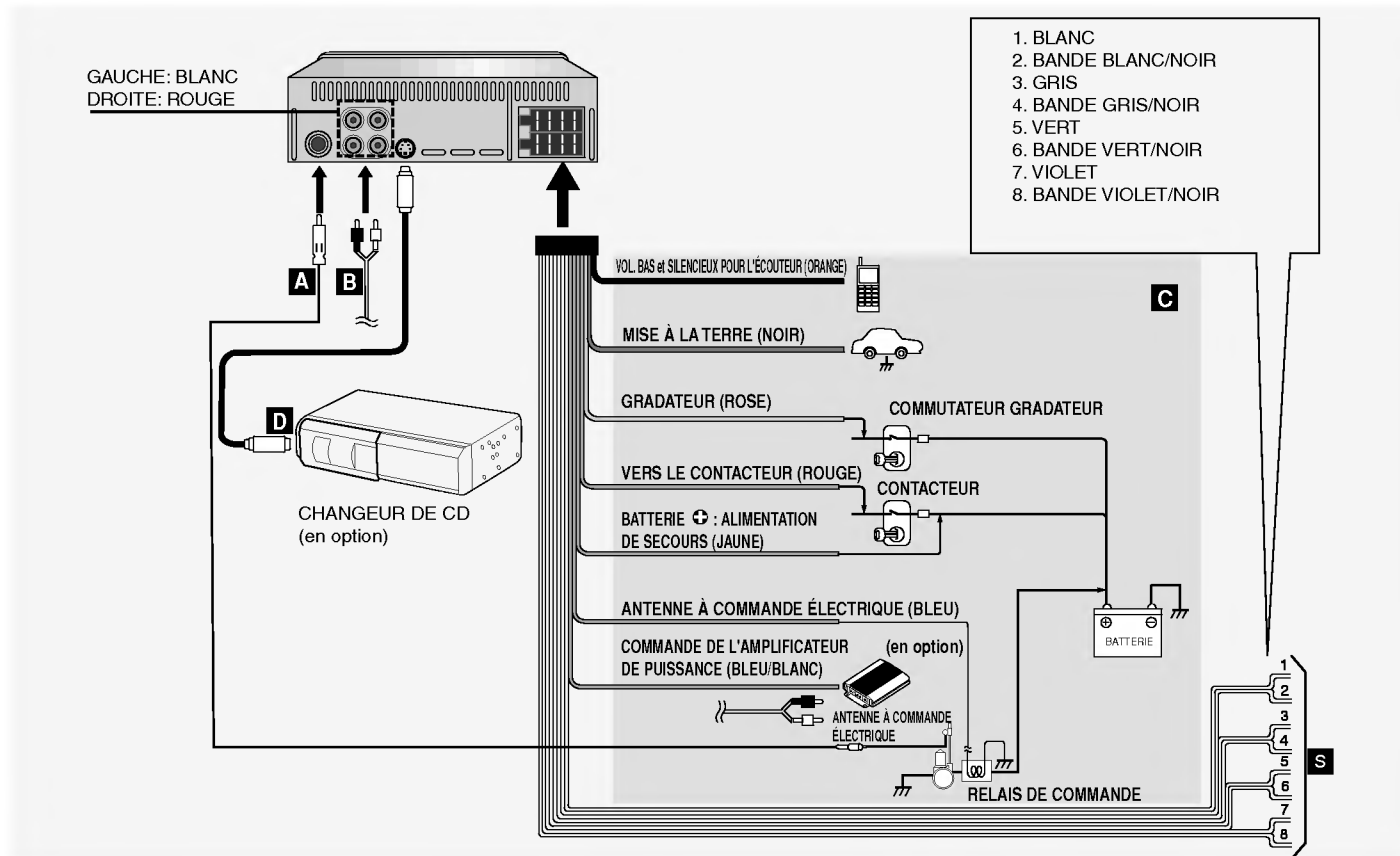 GAUCHE: BLANC
DROITE: ROUGE
1. BLANC
2. BANDE BLANC/NOIR
3. GRIS
4. BANDE GRIS/NOIR
5. VERT
6. BANDE VERT/NOIR
7. VIOLET
8. BANDE VIOLET/NOIR
A
B
VOL. BAS et SILENCIEUX POUR L'ÉCOUTEUR (ORANGE)
C
MISE À LA TERRE (NOIR)
GRADATEUR (ROSE)
COMMUTATEUR GRADATEUR
D
CHANGEUR DE CD
(en option)
VERS LE CONTACTEUR (ROUGE)
CONTACTEUR
BATTERIE ⊕ : ALIMENTATION
DE SECOURS (JAUNE)
ANTENNE À COMMANDE ÉLECTRIQUE (BLEU)
⊕ ⊖
BATTERIE
COMMANDE DE L'AMPLIFICATEUR (en option)
DE PUISSANCE (BLEU/BLANC)
ANTENNE À COMMANDE
ÉLECTRIQUE
RELAIS DE COMMANDE
1
2
3
4
5
6
7
8
S